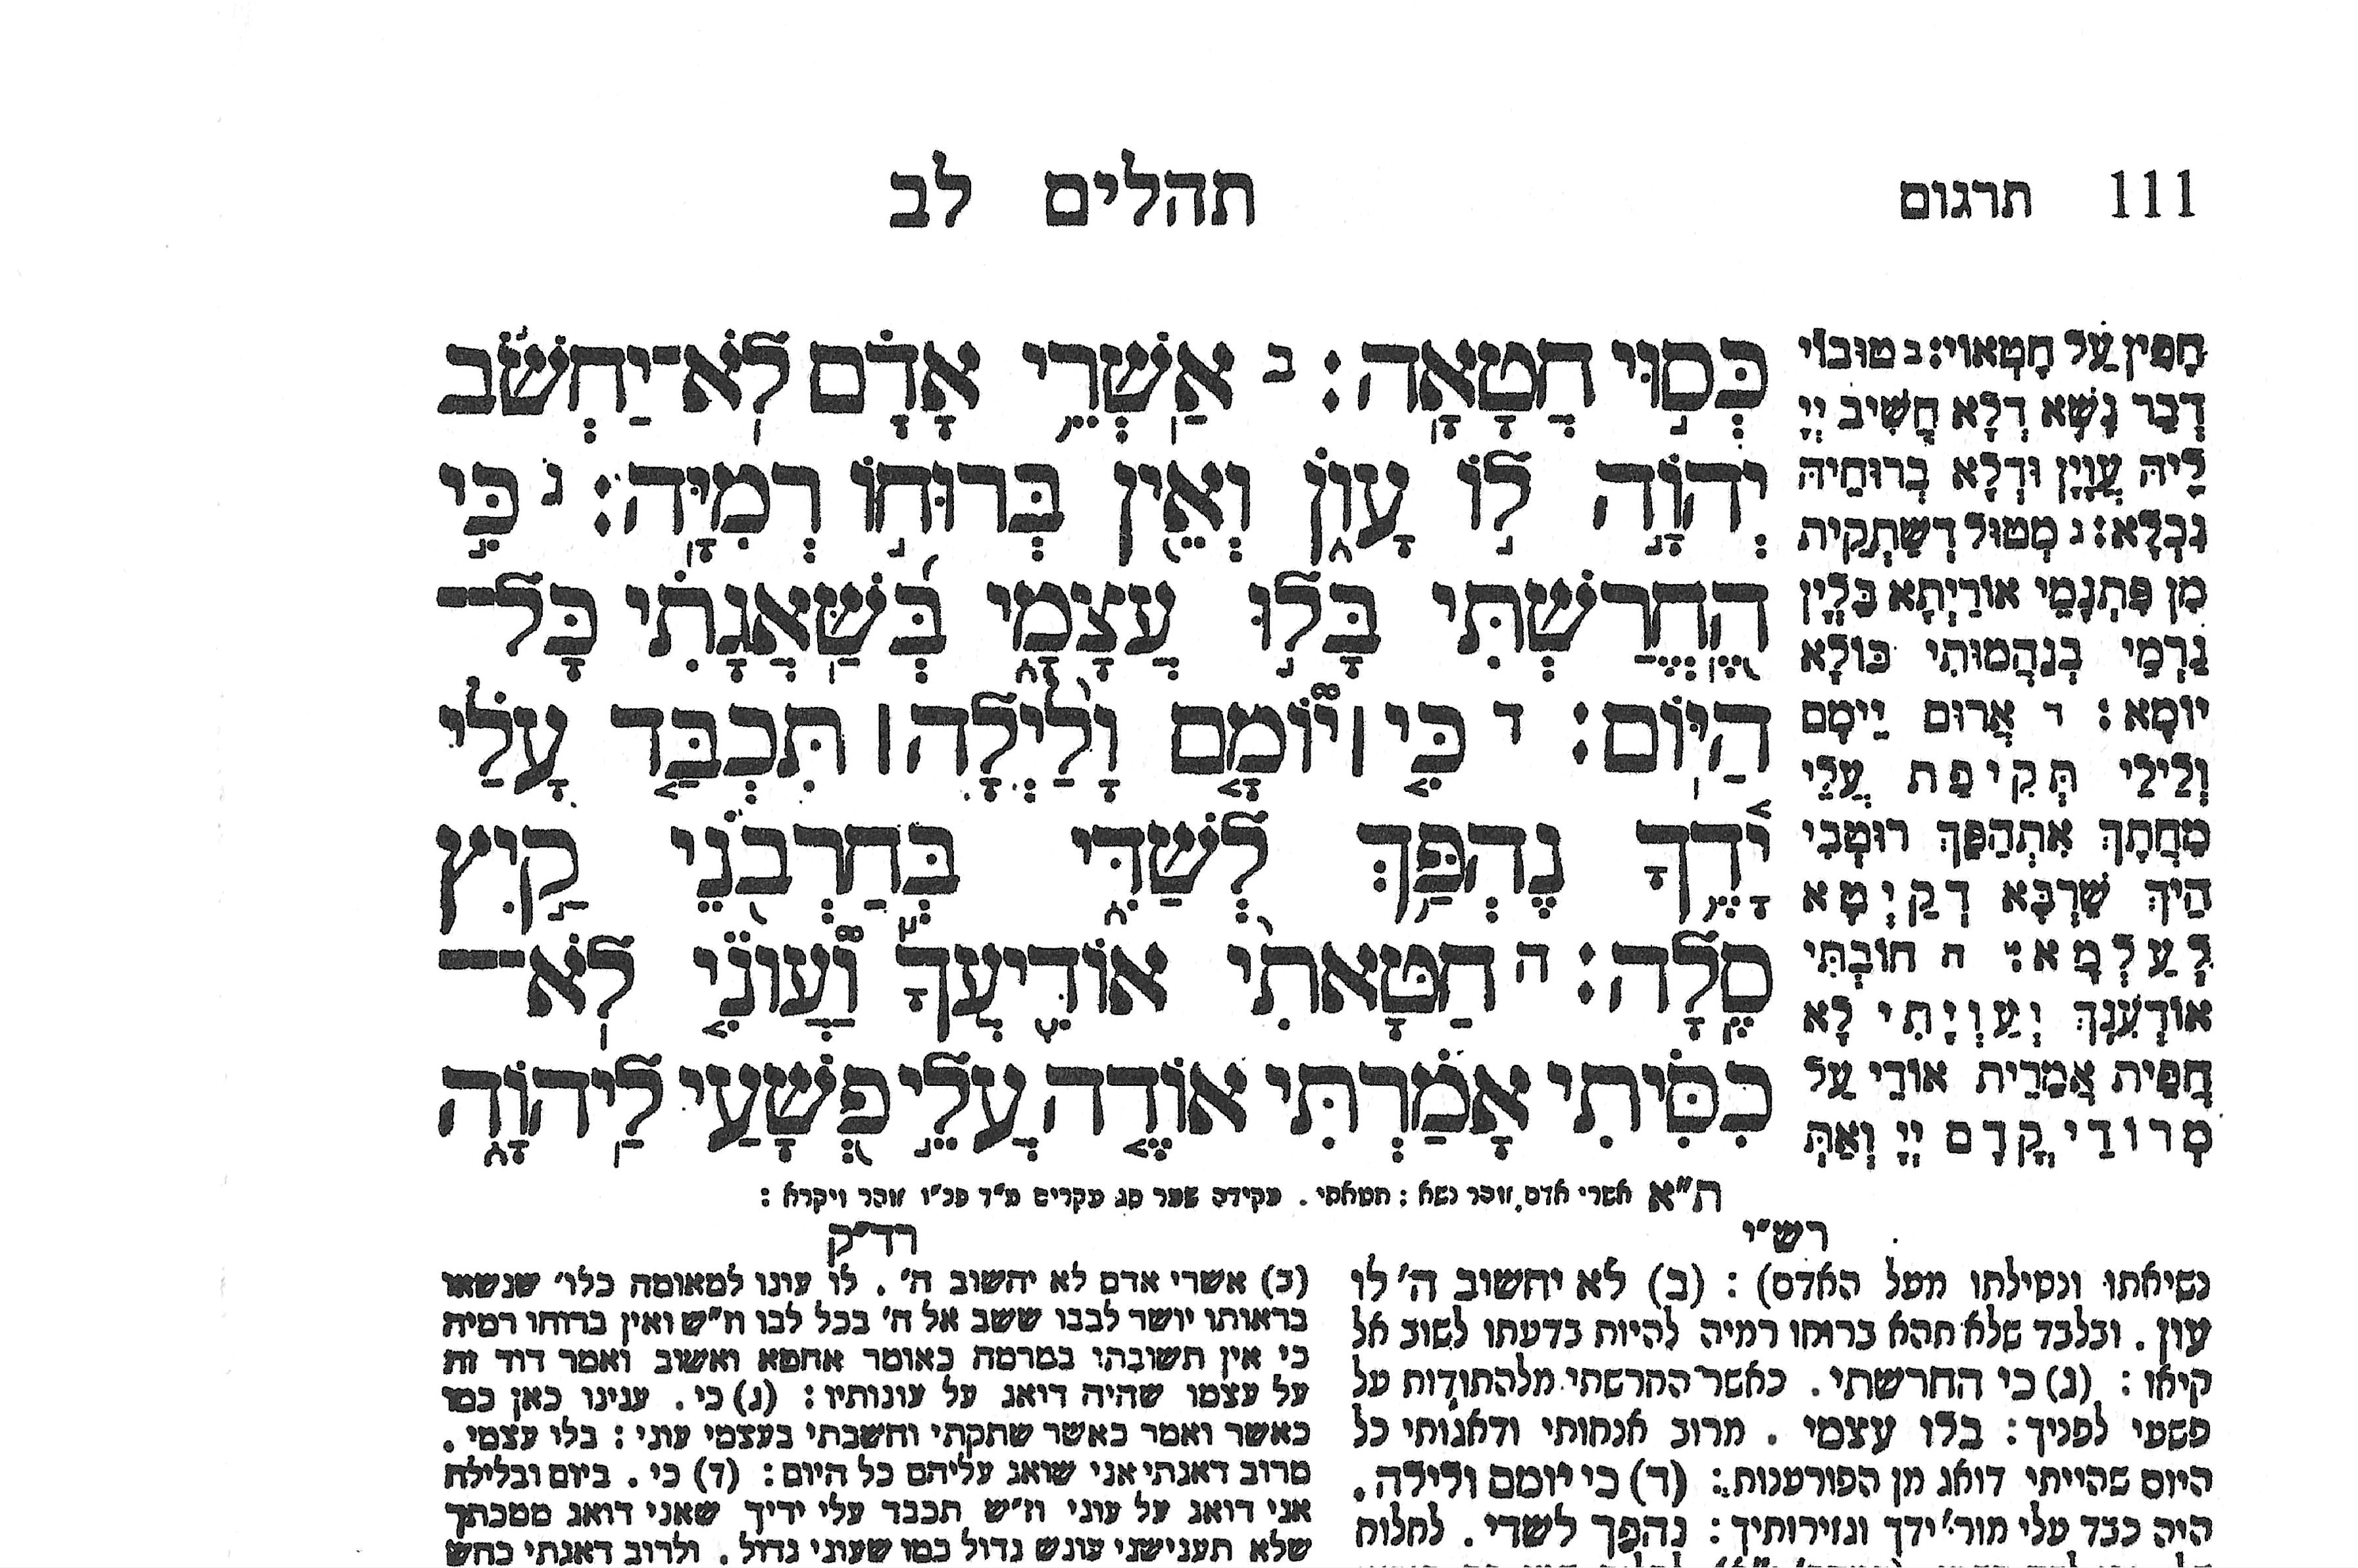 111 תרגום תהלים לב
כְּסוּי חֲטָאָה: ב אַשְׁרֵי אָדָם לֹא־יַחְשֹׁב
יְהוָֹה לוֹ עָוֹן וְאֵין בְּרוּחוֹ רְמִיָּה: ג כִּי
הֶחֱרַשְׁתִּי בָּלוּ עֲצָמָי בְּשַׁאֲגָתִי כָּל־
הַיּוֹם: ד כִּי ׀ יוֹמָם וָלַיְלָה ׀ תִּכְבַּד עָלַי
יָדֶךָ נֶהְפַּךְ לְשַׁדִּי בְּחַרְבֹנֵי קַיִץ
סֶלָה: ה חַטָּאתִי אוֹדִיעֲךָ וַעֲוֹנִי לֹא־
כִסִּיתִי אָמַרְתִּי אוֹדֶה עֲלֵי פְשָׁעַי לַיהוָֹה
חָפִין עַל חֲטָאוֹי: ב טוּבוֹי
דְבַר נָשָׁא דְלָא חָשִׁיב יְיָ
לֵיהּ עֲוָיָן וּדְלָא בְרוּחֵיהּ
נִכְלָא: ג מְטוּל דְשָׁתְקֵית
מִן פִּתְגָמֵי אוֹרַיְתָא בַּלְיָן
גַרְמַי בְּנִהֲמוּתִי כּוּלָא
יוֹמָא: ד אֲרוּם יֵימָם
וְלֵילֵי תְּקִיפַת עֲלַי
מְחָתָךְ אִתְהַפֵּךְ רוּטְבִי
הֵיךְ שַׁרְבָּא דְקַיְטָא
לְעַלְמָא: ה חוֹבְתִּי
אוֹדְעִנָךְ וְעַוְיָתִי לָא
חֲפֵית אֲמָרֵית אוֹדֵי עַל
מְרוּדַי קֳדָם יְיָ וְאַתְּ
ת״א אשרי אדם, זוהר נשא: חטאתי. עקידה שער סג עקרים מ״ד פכ״ו זוהר ויקרא:
רש״י
נשיאתו ונטילתו מעל האדם): (ב) לא יחשוב ה׳ לו
עון. ובלבד שלא תהא ברוחו רמיה להיות בדעתו לשוב אל
קיאו: (ג) כי החרשתי. כאשר החרשתי מלהתודות על
פשעי לפניך: בלו עצמי. מרוב אנחותי ודאגותי כל
היום שהייתי דואג מן הפורענות: (ד) כי יומם ולילה.
היה כבד עלי מור׳ ידך וגזירותיך: נהפך לשדי. לחלוח
רד״ק
(ב) אשרי אדם לא יחשוב ה׳. לו עונו למאומה כלו׳ שנשאו
בראותו יושר לבבו ששב אל ה׳ בכל לבו וז״ש ואין ברוחו רמיה
כי אין תשובתו במרמה כאומר אחטא ואשוב ואמר דוד זה
על עצמו שהיה דואג על עונותיו: (ג) כי. ענינו כאן כמו
כאשר ואמר כאשר שתקתי וחשבתי בעצמי עוני: בלו עצמי.
מרוב דאגתי אני שואג עליהם כל היום: (ד) כי. ביום ובלילה
אני דואג על עוני וז״ש תכבד עלי ידיך שאני דואג ממכתך
שלא תענישני עונש גדול כמו שעוני גדול. ולרוב דאגתי כחש